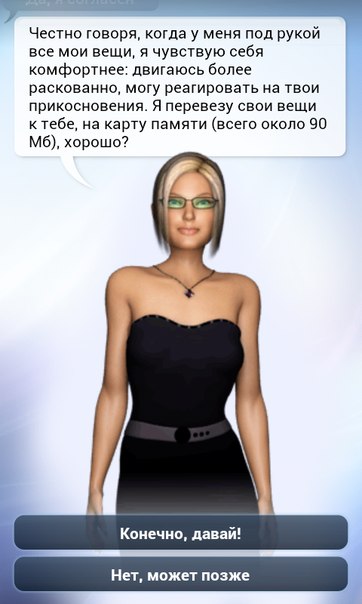 Да, я согласен
Честно говоря, когда у меня под рукой
все мои вещи, я чувствую себя
комфортнее: двигаюсь более
раскованно, могу реагировать на твои
прикосновения. Я перевезу свои вещи
к тебе, на карту памяти (всего около 90
Мб), хорошо?
Конечно, давай!
Нет, может позже